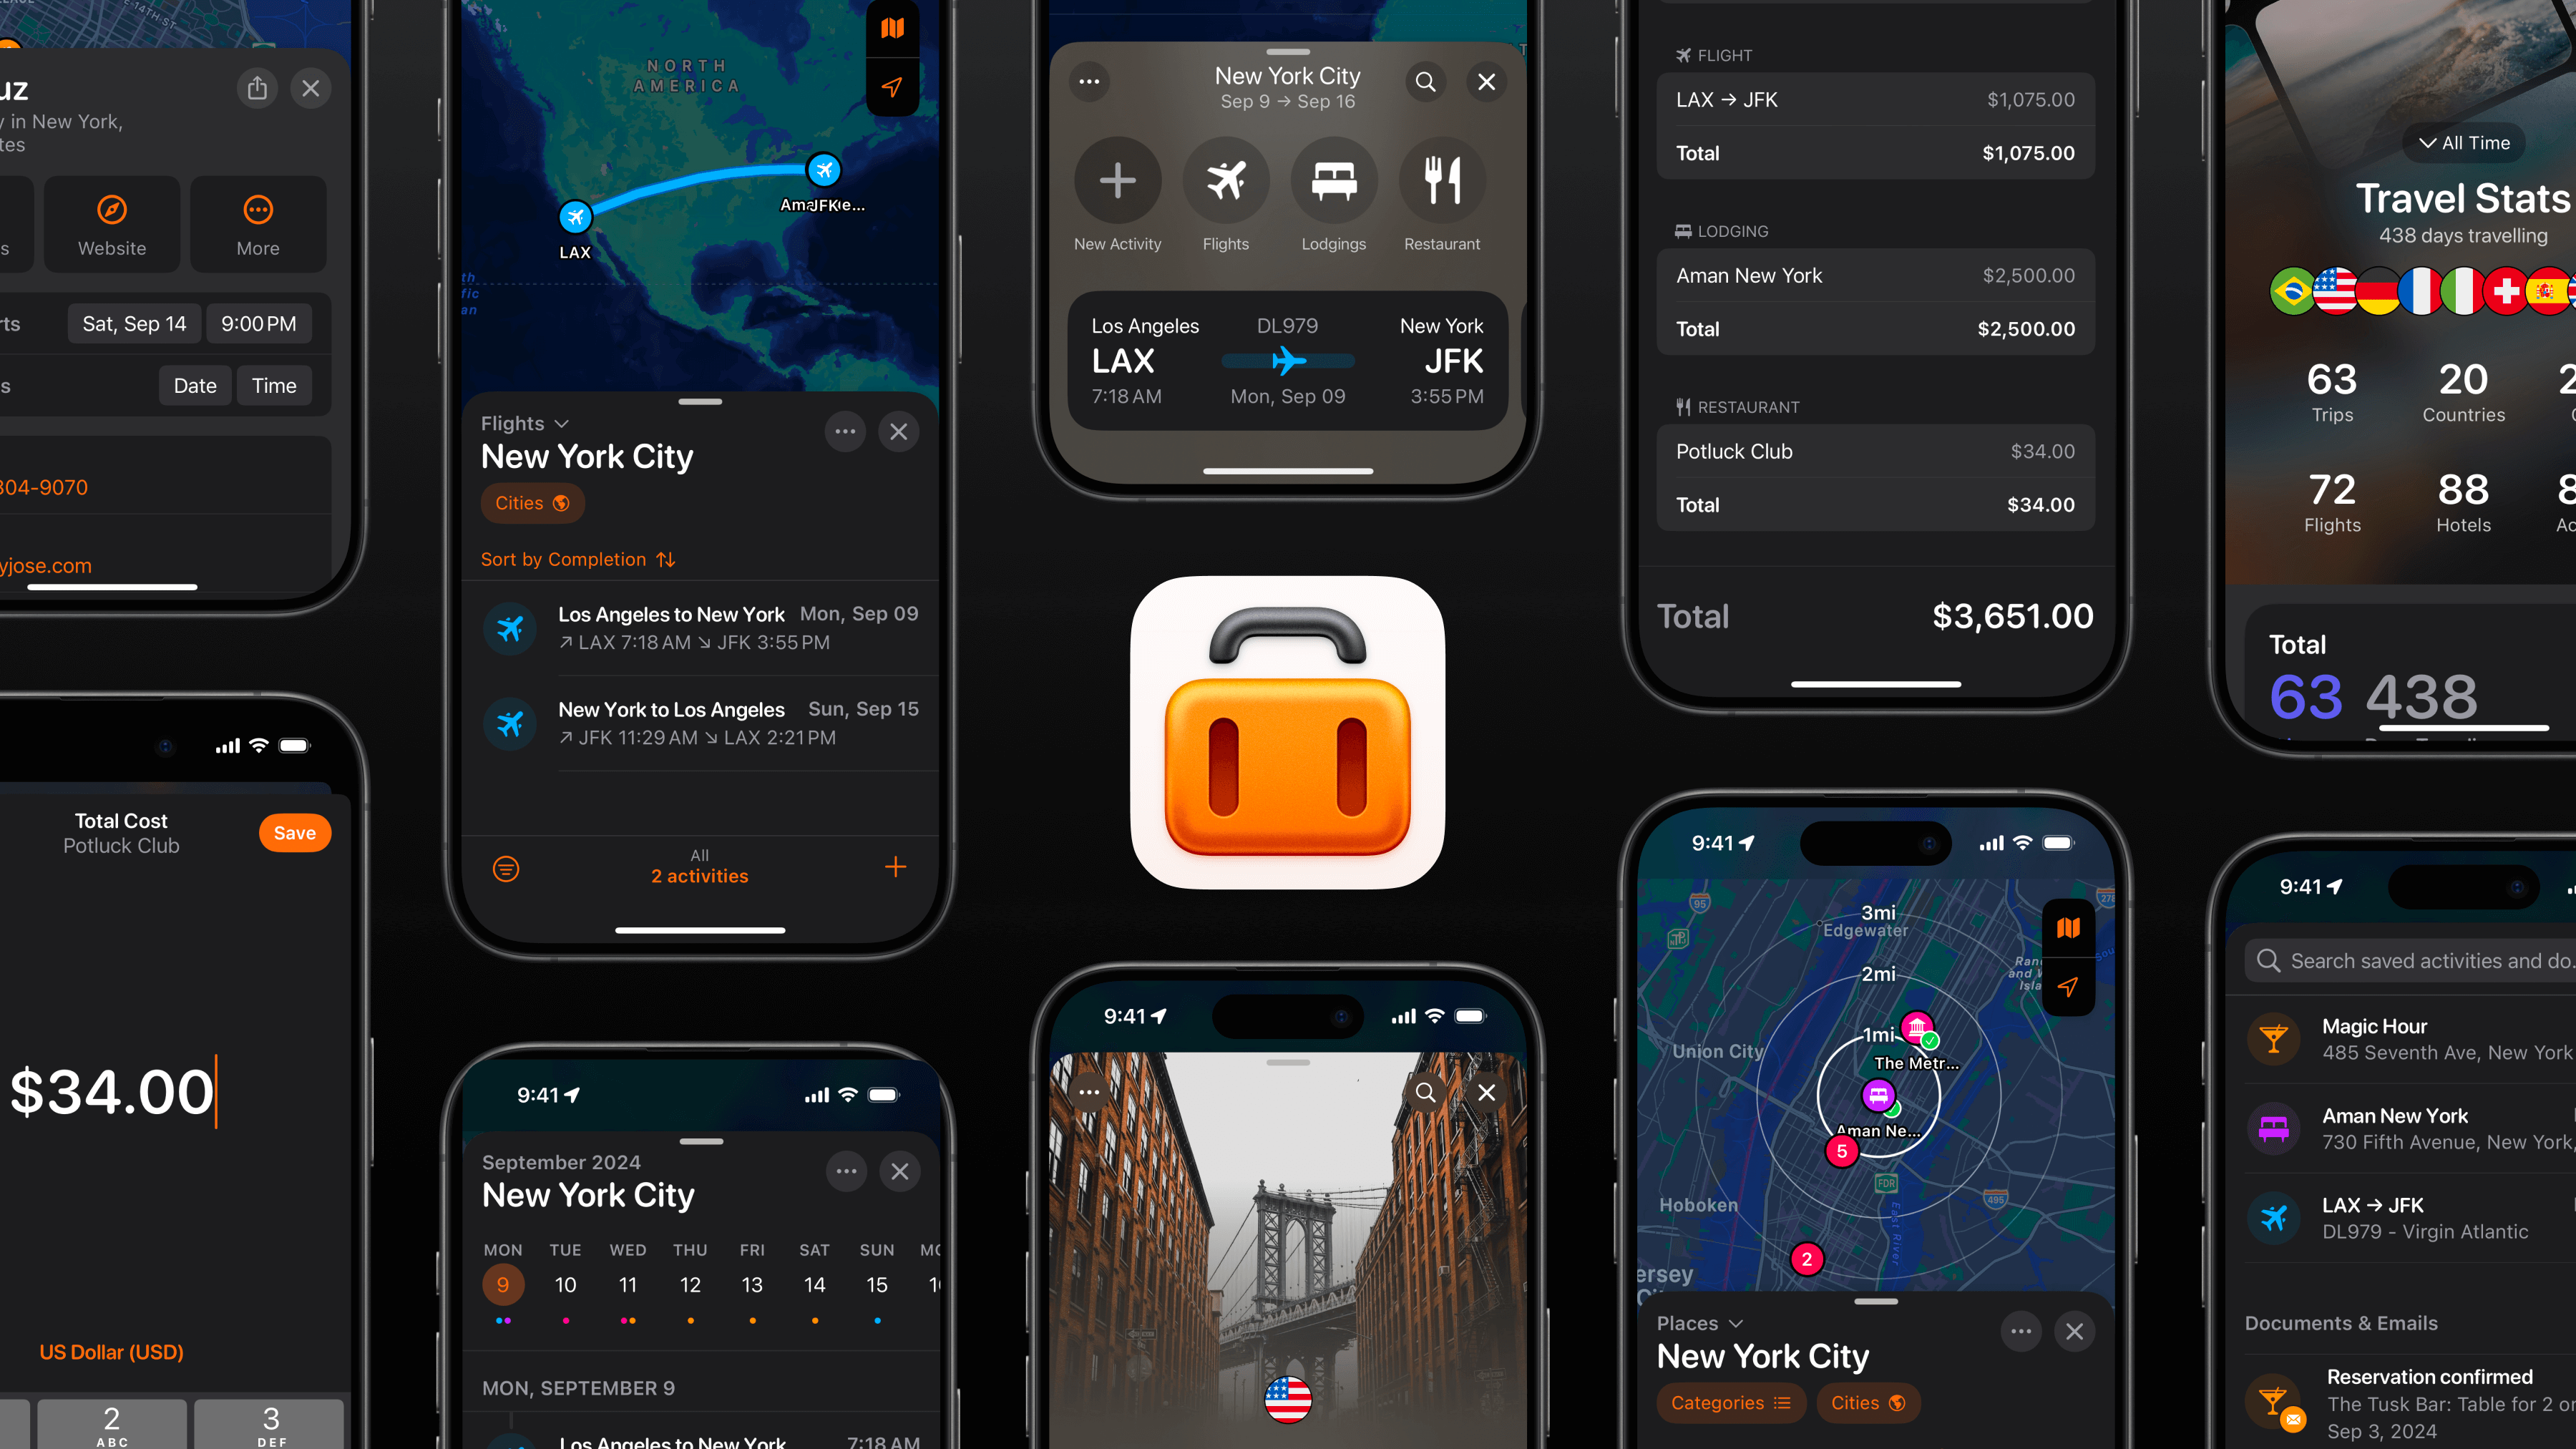 E-14TH-ST
uz
y in New York,
tes
s
Website
More
rts
Sat, Sep 14
9:00 PM
s
Date
Time
304-9070
yjose.com
Total Cost
Potluck Club
Save
$34.00
US Dollar (USD)
2
ABC
3
DEF
NORTH
AMERICA
LAX
JFK
th
fic
an
Flights
New York City
Cities
Sort by Completion
Los Angeles to New York Mon, Sep 09
↗ LAX 7:18 AM ↘ JFK 3:55 PM
New York to Los Angeles Sun, Sep 15
↗ JFK 11:29 AM ↘ LAX 2:21 PM
All
2 activities
9:41
September 2024
New York City
MON TUE WED THU FRI SAT SUN
9 10 11 12 13 14 15
MON, SEPTEMBER 9
Los Angeles to New York 7:18 AM
New York City
Sep 9 → Sep 16
New Activity
Flights
Lodgings
Restaurant
Los Angeles DL979 New York
LAX JFK
7:18 AM Mon, Sep 09 3:55 PM
9:41
FLIGHT
LAX → JFK $1,075.00
Total $1,075.00
LODGING
Aman New York $2,500.00
Total $2,500.00
RESTAURANT
Potluck Club $34.00
Total $34.00
Total $3,651.00
9:41
95
278
3mi
Edgewater
2mi
1mi
Union City
The Metr...
Aman Ne...
5
FDR
Hoboken
495
East River
2
ersey
Places
New York City
Categories
Cities
All Time
Travel Stats
438 days travelling
63
Trips
20
Countries
72
Flights
88
Hotels
Total
63 438
9:41
Search saved activities and do...
Magic Hour
485 Seventh Ave, New York
Aman New York
730 Fifth Avenue, New York,
LAX → JFK
DL979 - Virgin Atlantic
Documents & Emails
Reservation confirmed
The Tusk Bar: Table for 2 on
Sep 3, 2024